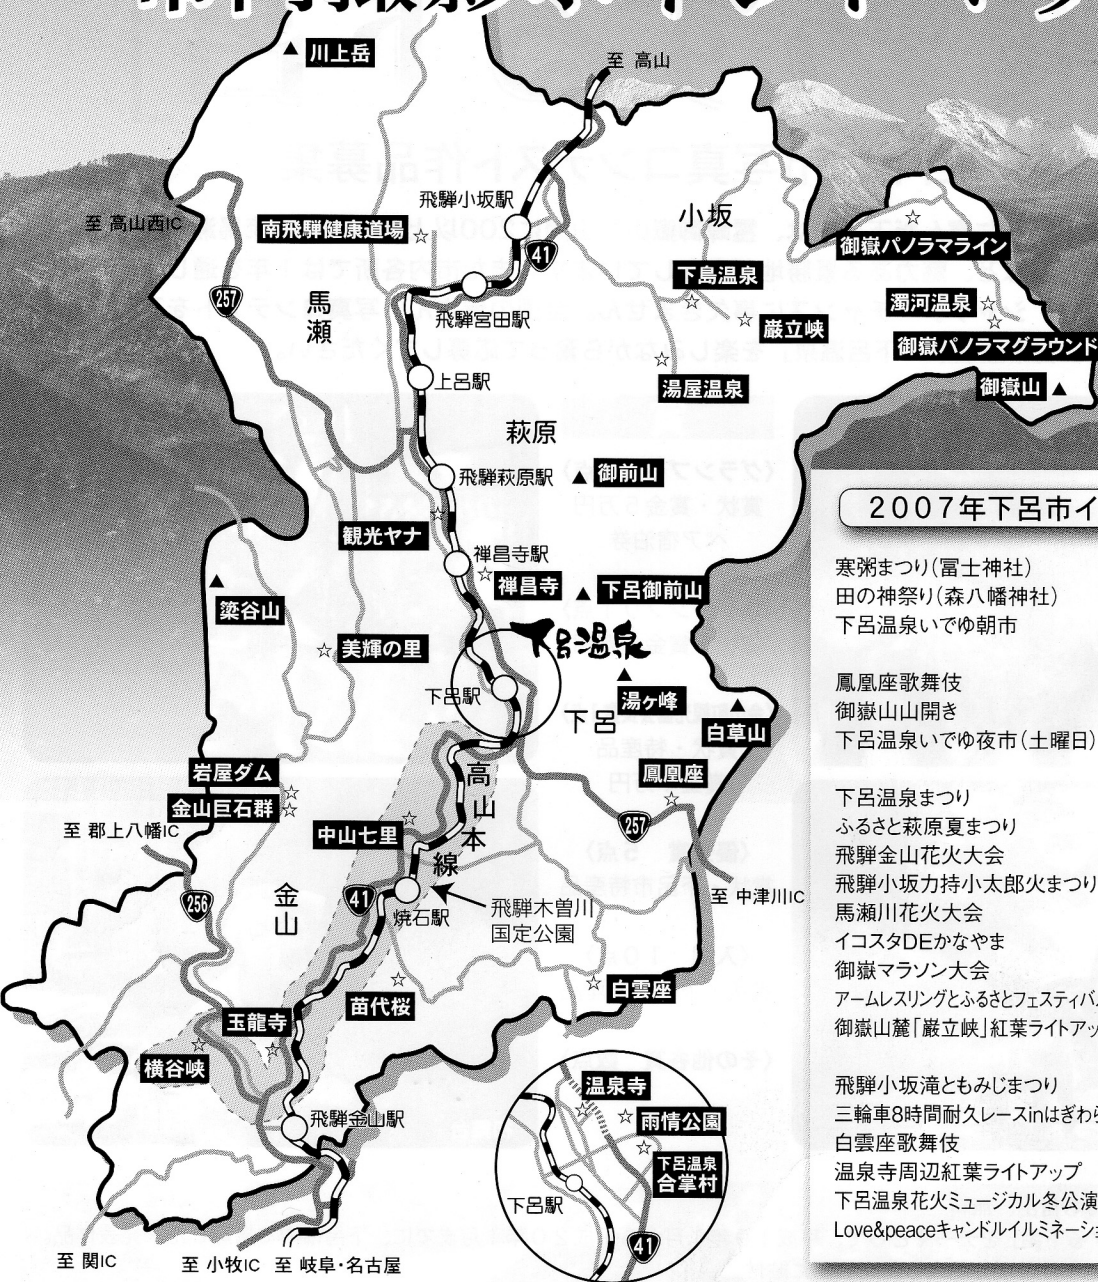 市内撮影ポイントマップ
川上岳
至 高山
飛騨小坂駅
小坂
至 高山西IC
南飛騨健康道場
41
御嶽パノラマライン
257
馬瀬
下島温泉
濁河温泉
飛騨宮田駅
巌立峡
御嶽パノラマグラウンド
上呂駅
湯屋温泉
御嶽山
萩原
飛騨萩原駅
御前山
観光ヤナ
禅昌寺駅
禅昌寺
下呂御前山
簗谷山
美輝の里
下呂温泉
下呂駅
湯ヶ峰
下呂
白草山
岩屋ダム
金山巨石群
高山本線
鳳凰座
至 郡上八幡IC
中山七里
257
金山
256
41
焼石駅
飛騨木曽川
国定公園
至 中津川IC
苗代桜
白雲座
玉龍寺
横谷峡
飛騨金山駅
温泉寺
雨情公園
下呂温泉
合掌村
下呂駅
41
至 関IC
至 小牧IC
至 岐阜・名古屋
2007年下呂市イ
寒粥まつり(冨士神社)
田の神祭り(森八幡神社)
下呂温泉いでゆ朝市
鳳凰座歌舞伎
御嶽山山開き
下呂温泉いでゆ夜市(土曜日)
下呂温泉まつり
ふるさと萩原夏まつり
飛騨金山花火大会
飛騨小坂力持小太郎火まつり
馬瀬川花火大会
イコスタDEかなやま
御嶽マラソン大会
アームレスリングとふるさとフェスティバル
御嶽山麓「巌立峡」紅葉ライトアッ
飛騨小坂滝ともみじまつり
三輪車8時間耐久レースinはぎわら
白雲座歌舞伎
温泉寺周辺紅葉ライトアップ
下呂温泉花火ミュージカル冬公演
Love&peaceキャンドルイルミネーショ